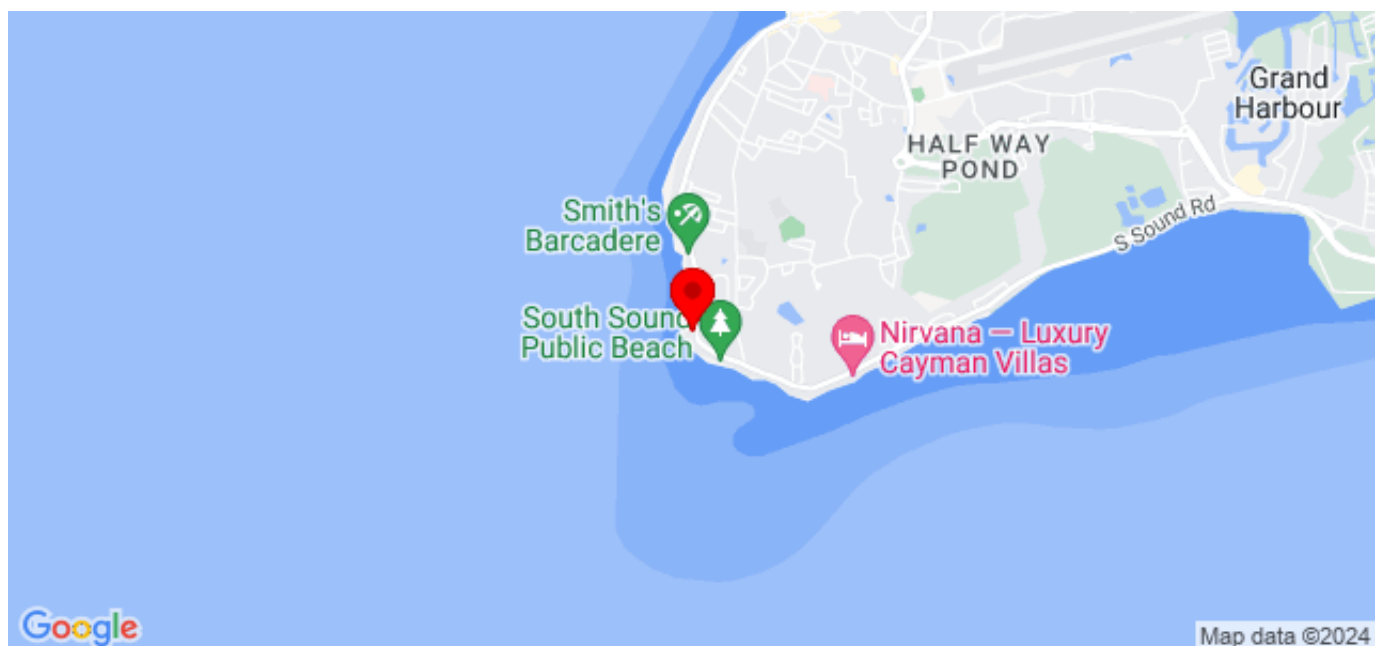 Grand
Harbour
HALF WAY
POND
Smith's
Barcadere
S Sound Rd
South Sound
Public Beach
Nirvana — Luxury
Cayman Villas
Google
Map data ©2024